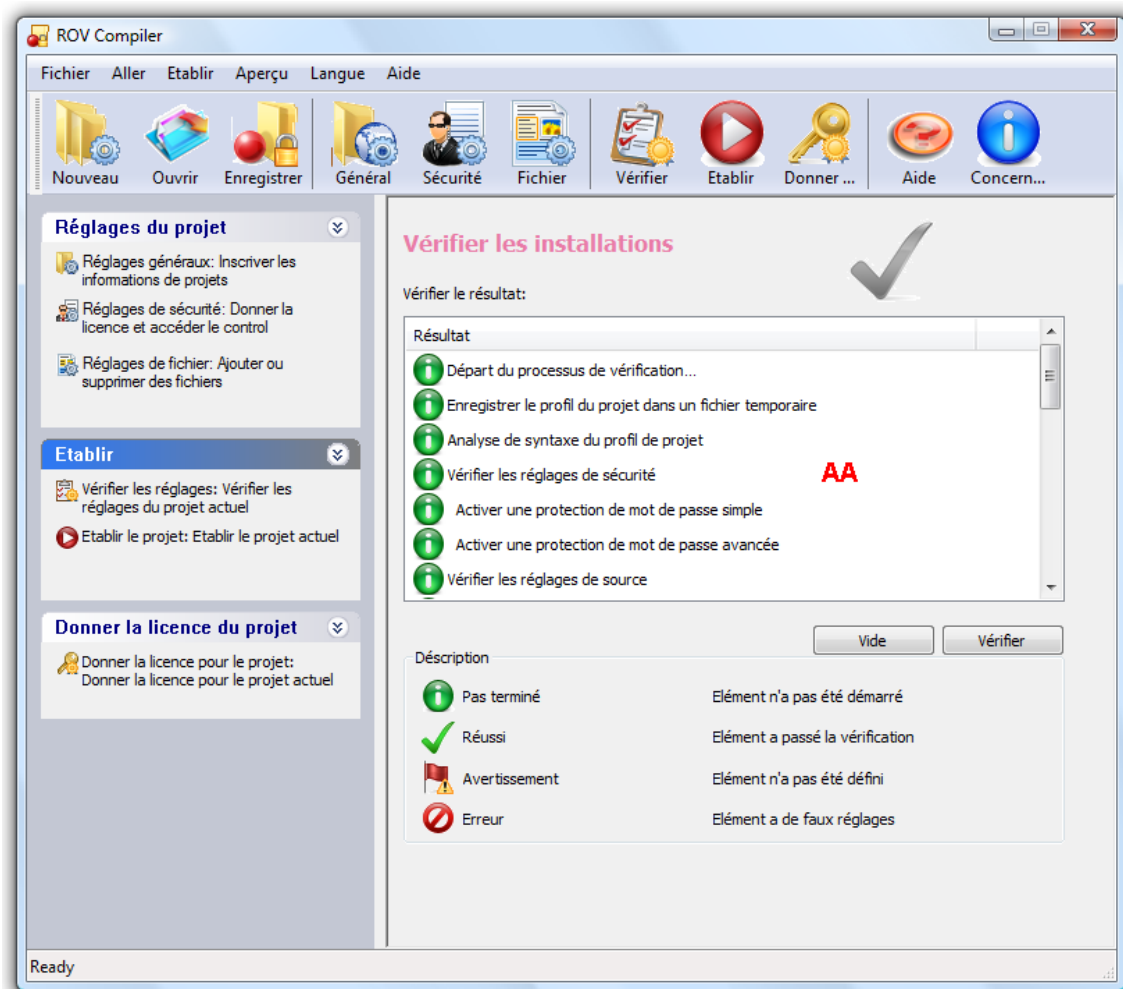 ROV Compiler
Fichier Aller Etablir Aperçu Langue Aide
Nouveau Ouvrir Enregistrer Général Sécurité Fichier Vérifier Etablir Donner ... Aide Concern...
Réglages du projet
Réglages généraux: Inscriver les
informations de projets
Réglages de sécurité: Donner la
licence et accéder le control
Réglages de fichier: Ajouter ou
supprimer des fichiers
Etablir
Vérifier les réglages: Vérifier les
réglages du projet actuel
Etablir le projet: Etablir le projet actuel
Donner la licence du projet
Donner la licence pour le projet:
Donner la licence pour le projet actuel
Vérifier les installations
Vérifier le résultat:
Résultat
Départ du processus de vérification...
Enregistrer le profil du projet dans un fichier temporaire
Analyse de syntaxe du profil de projet
Vérifier les réglages de sécurité
AA
Activer une protection de mot de passe simple
Activer une protection de mot de passe avancée
Vérifier les réglages de source
Vide Vérifier
Déscription
Pas terminé Elément n'a pas été démarré
Réussi Elément a passé la vérification
Avertissement Elément n'a pas été défini
Erreur Elément a de faux réglages
Ready